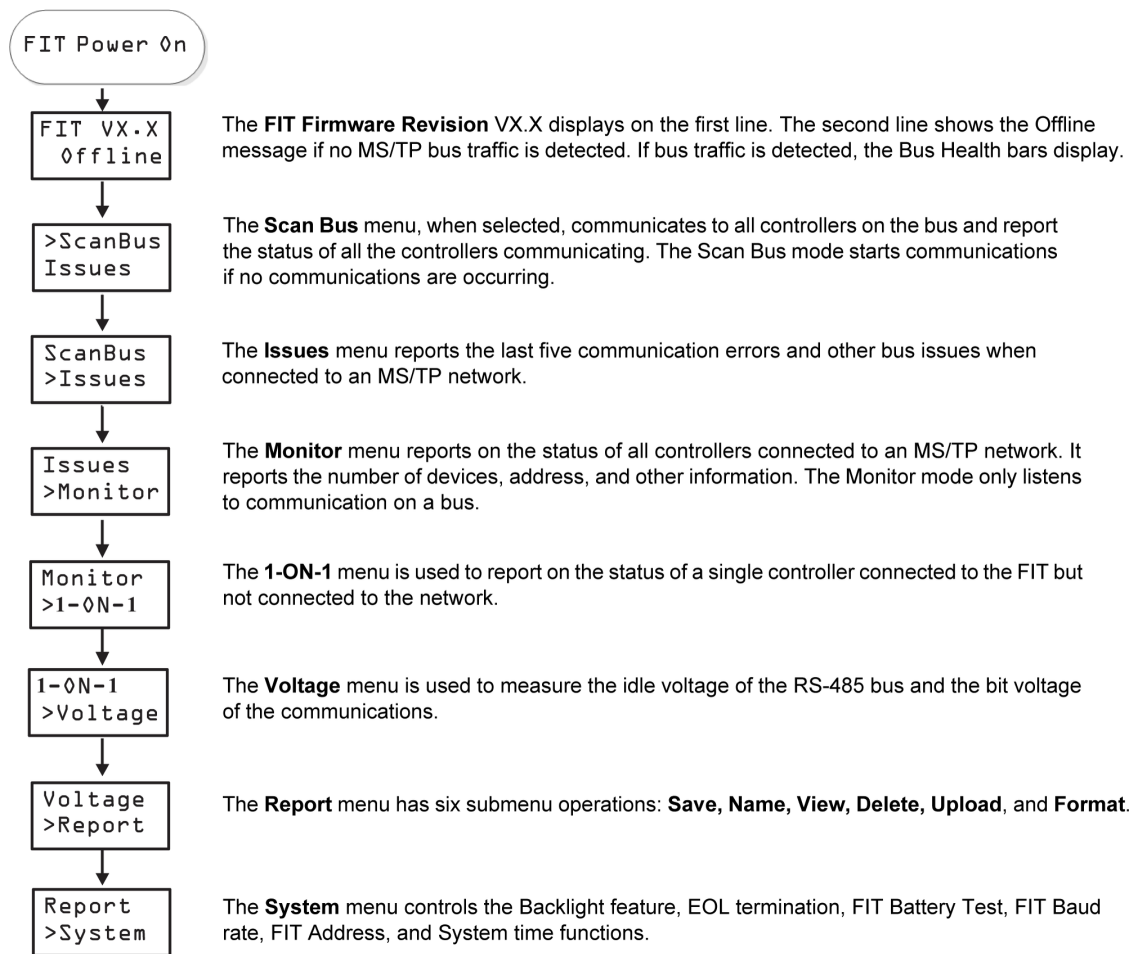 FIT Power On
FIT VX.X
Offline
The FIT Firmware Revision VX.X displays on the first line. The second line shows the Offline
message if no MS/TP bus traffic is detected. If bus traffic is detected, the Bus Health bars display.
>ScanBus
Issues
The Scan Bus menu, when selected, communicates to all controllers on the bus and report
the status of all the controllers communicating. The Scan Bus mode starts communications
if no communications are occurring.
ScanBus
>Issues
The Issues menu reports the last five communication errors and other bus issues when
connected to an MS/TP network.
Issues
>Monitor
The Monitor menu reports on the status of all controllers connected to an MS/TP network. It
reports the number of devices, address, and other information. The Monitor mode only listens
to communication on a bus.
Monitor
>1-ON-1
The 1-ON-1 menu is used to report on the status of a single controller connected to the FIT but
not connected to the network.
1-ON-1
>Voltage
The Voltage menu is used to measure the idle voltage of the RS-485 bus and the bit voltage
of the communications.
Voltage
>Report
The Report menu has six submenu operations: Save, Name, View, Delete, Upload, and Format.
Report
>System
The System menu controls the Backlight feature, EOL termination, FIT Battery Test, FIT Baud
rate, FIT Address, and System time functions.